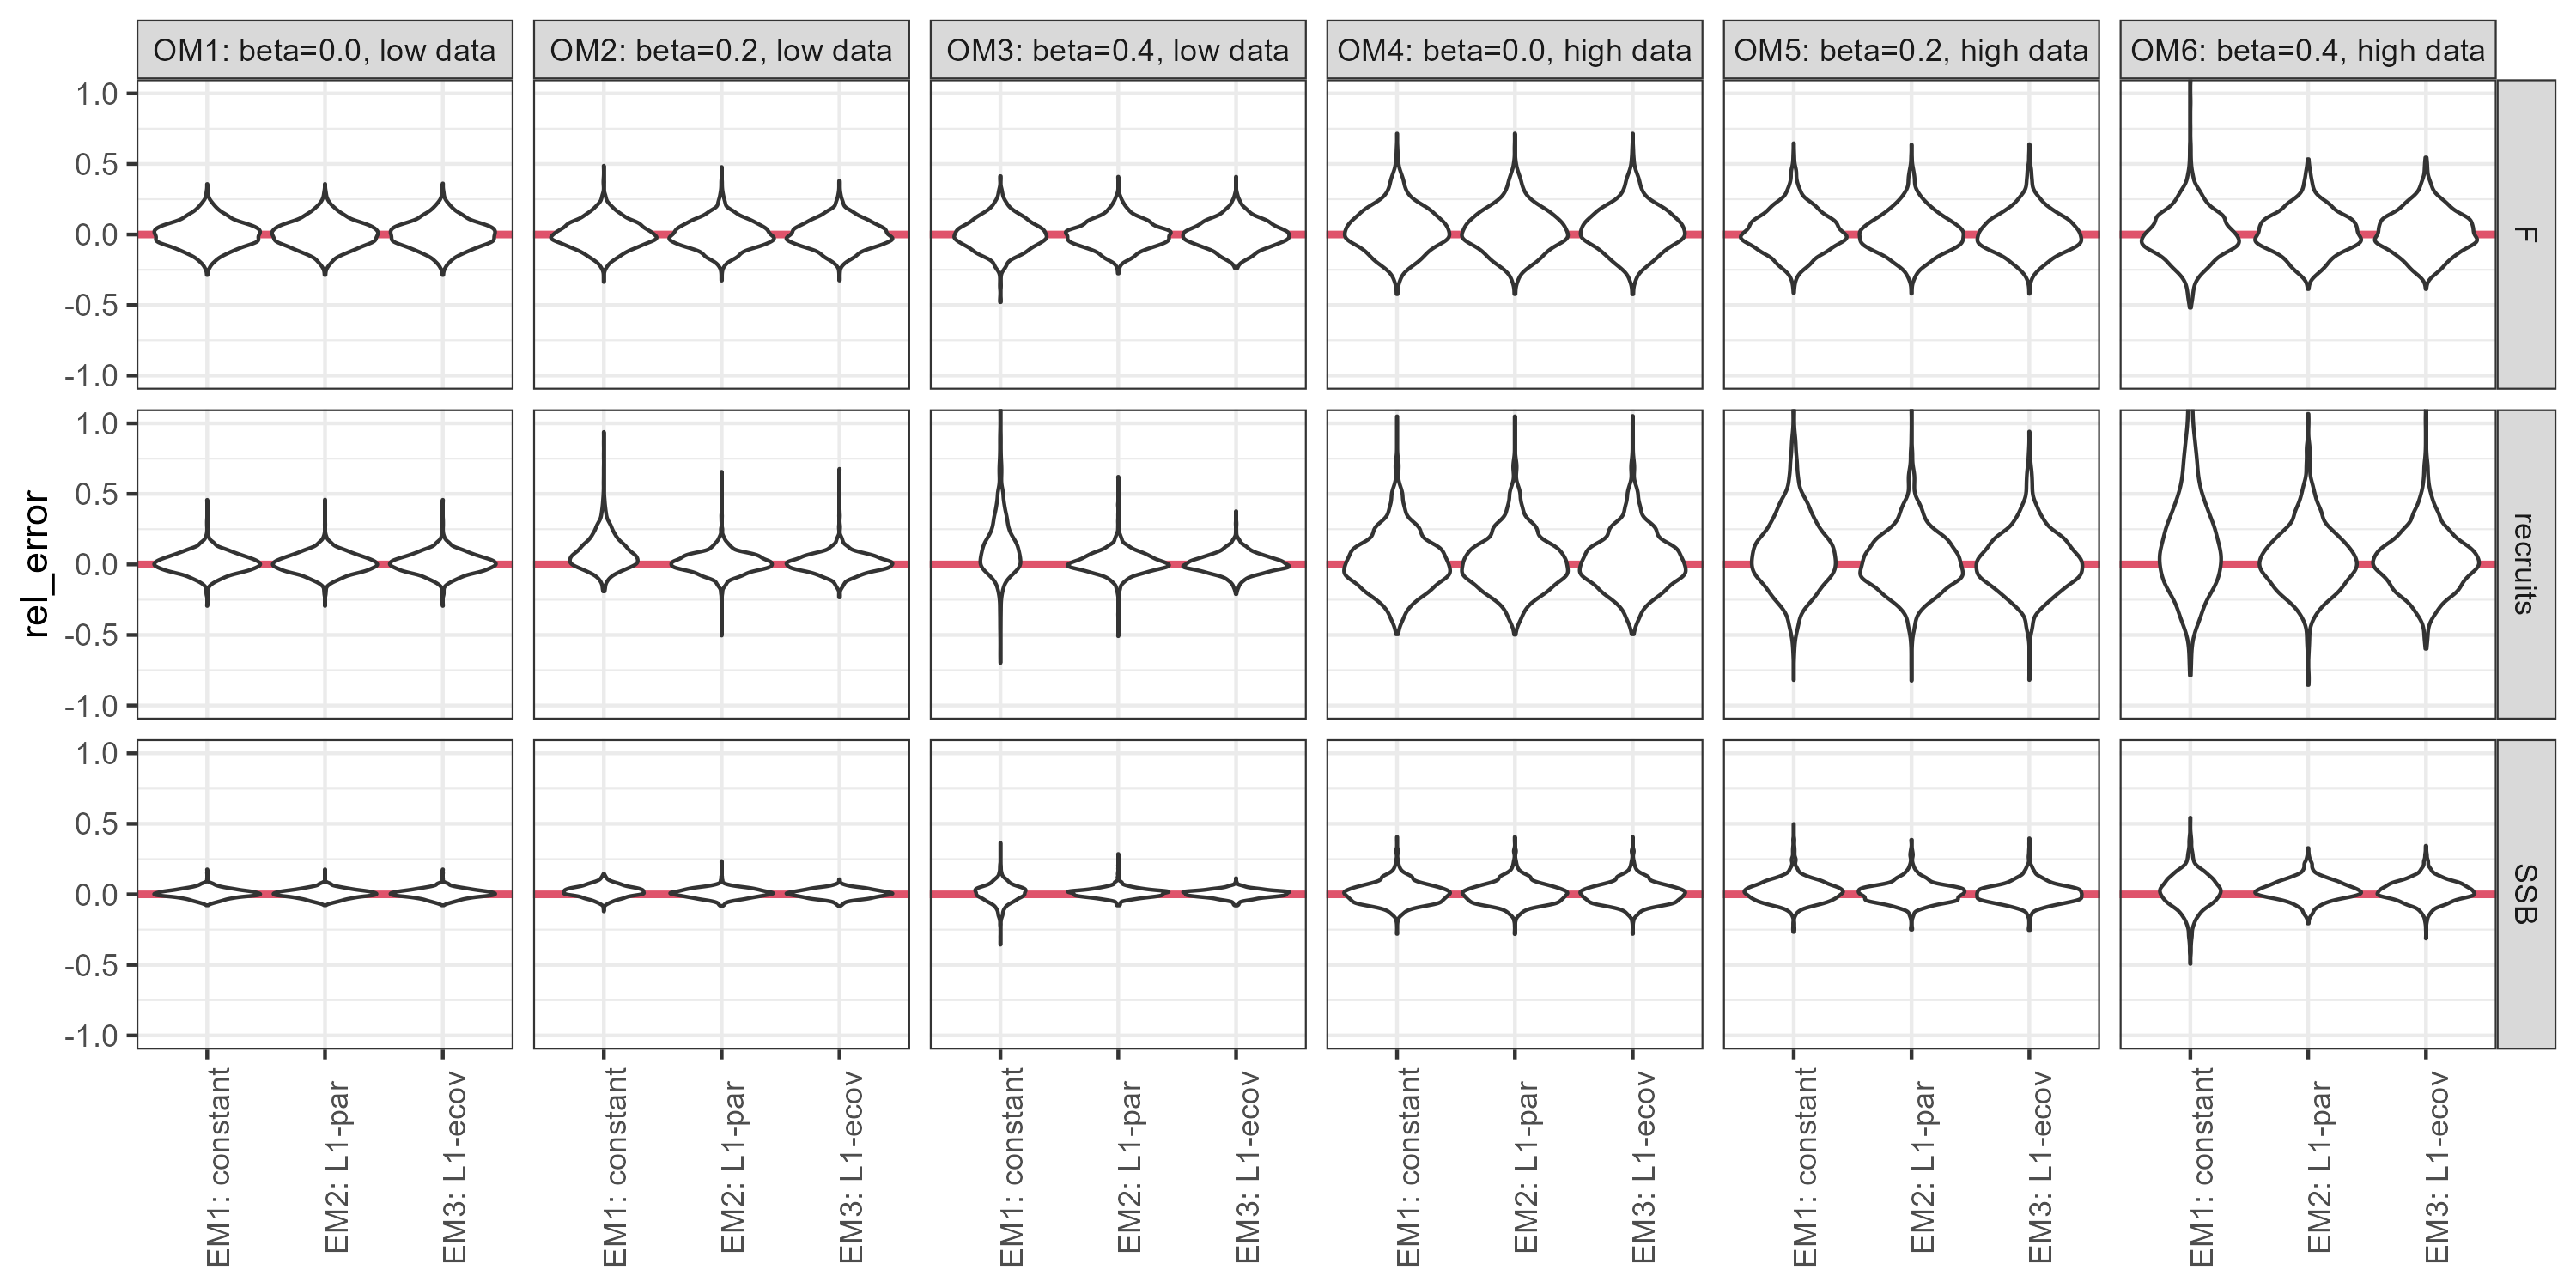 OM1: beta=0.0, low data
OM2: beta=0.2, low data
OM3: beta=0.4, low data
OM4: beta=0.0, high data
OM5: beta=0.2, high data
OM6: beta=0.4, high data
1.0
0.5
0.0
-0.5
-1.0
F
1.0
0.5
0.0
-0.5
-1.0
recruits
rel_error
1.0
0.5
0.0
-0.5
-1.0
SSB
EM1: constant
EM2: L1-par
EM3: L1-ecov
EM1: constant
EM2: L1-par
EM3: L1-ecov
EM1: constant
EM2: L1-par
EM3: L1-ecov
EM1: constant
EM2: L1-par
EM3: L1-ecov
EM1: constant
EM2: L1-par
EM3: L1-ecov
EM1: constant
EM2: L1-par
EM3: L1-ecov